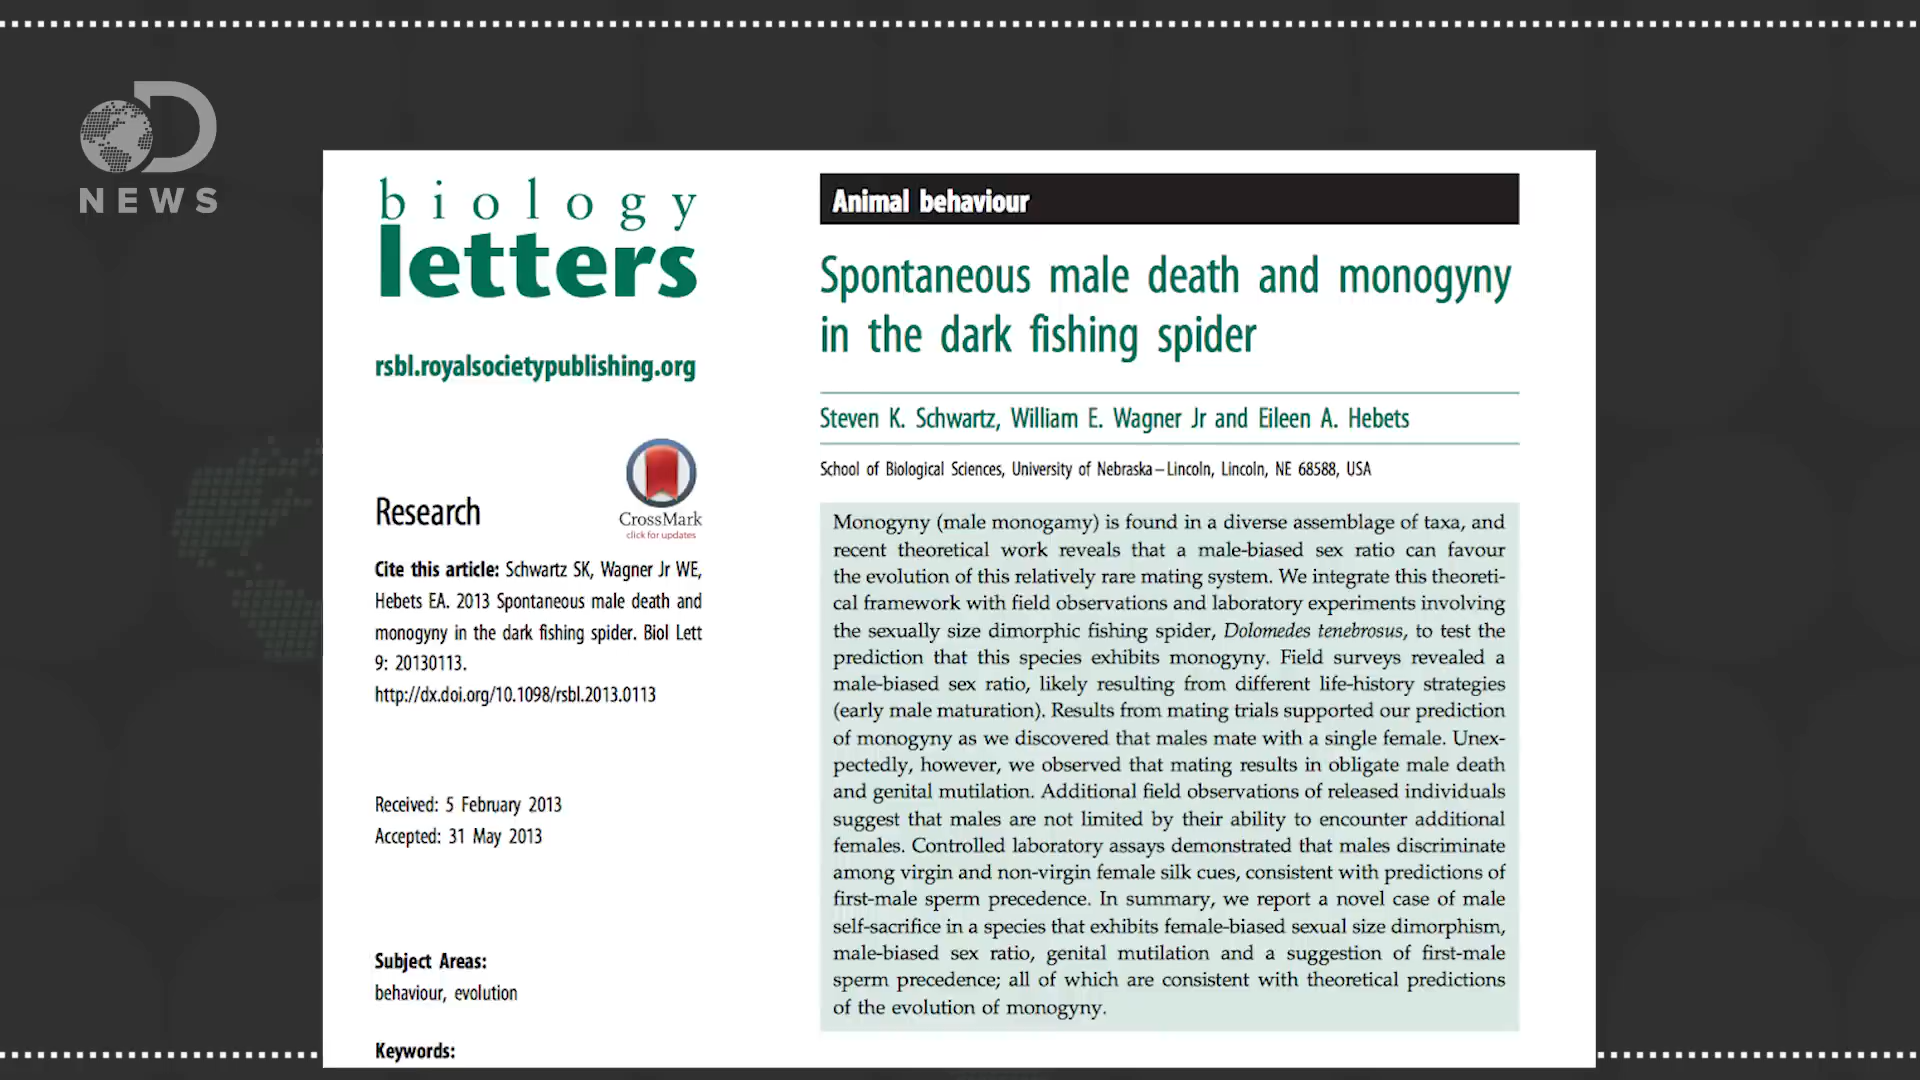 D
NEWS
biology
letters
rsbl.royalsocietypublishing.org
Research
CrossMark
click for updates
Cite this article: Schwartz SK, Wagner Jr WE,
Hebets EA. 2013 Spontaneous male death and
monogyny in the dark fishing spider. Biol Lett
9: 20130113.
http://dx.doi.org/10.1098/rsbl.2013.0113
Received: 5 February 2013
Accepted: 31 May 2013
Subject Areas:
behaviour, evolution
Keywords:
Animal behaviour
Spontaneous male death and monogyny
in the dark fishing spider
Steven K. Schwartz, William E. Wagner Jr and Eileen A. Hebets
School of Biological Sciences, University of Nebraska–Lincoln, Lincoln, NE 68588, USA
Monogyny (male monogamy) is found in a diverse assemblage of taxa, and
recent theoretical work reveals that a male-biased sex ratio can favour
the evolution of this relatively rare mating system. We integrate this theoreti-
cal framework with field observations and laboratory experiments involving
the sexually size dimorphic fishing spider, Dolomedes tenebrosus, to test the
prediction that this species exhibits monogyny. Field surveys revealed a
male-biased sex ratio, likely resulting from different life-history strategies
(early male maturation). Results from mating trials supported our prediction
of monogyny as we discovered that males mate with a single female. Unex-
pectedly, however, we observed that mating results in obligate male death
and genital mutilation. Additional field observations of released individuals
suggest that males are not limited by their ability to encounter additional
females. Controlled laboratory assays demonstrated that males discriminate
among virgin and non-virgin female silk cues, consistent with predictions of
first-male sperm precedence. In summary, we report a novel case of male
self-sacrifice in a species that exhibits female-biased sexual size dimorphism,
male-biased sex ratio, genital mutilation and a suggestion of first-male
sperm precedence; all of which are consistent with theoretical predictions
of the evolution of monogyny.